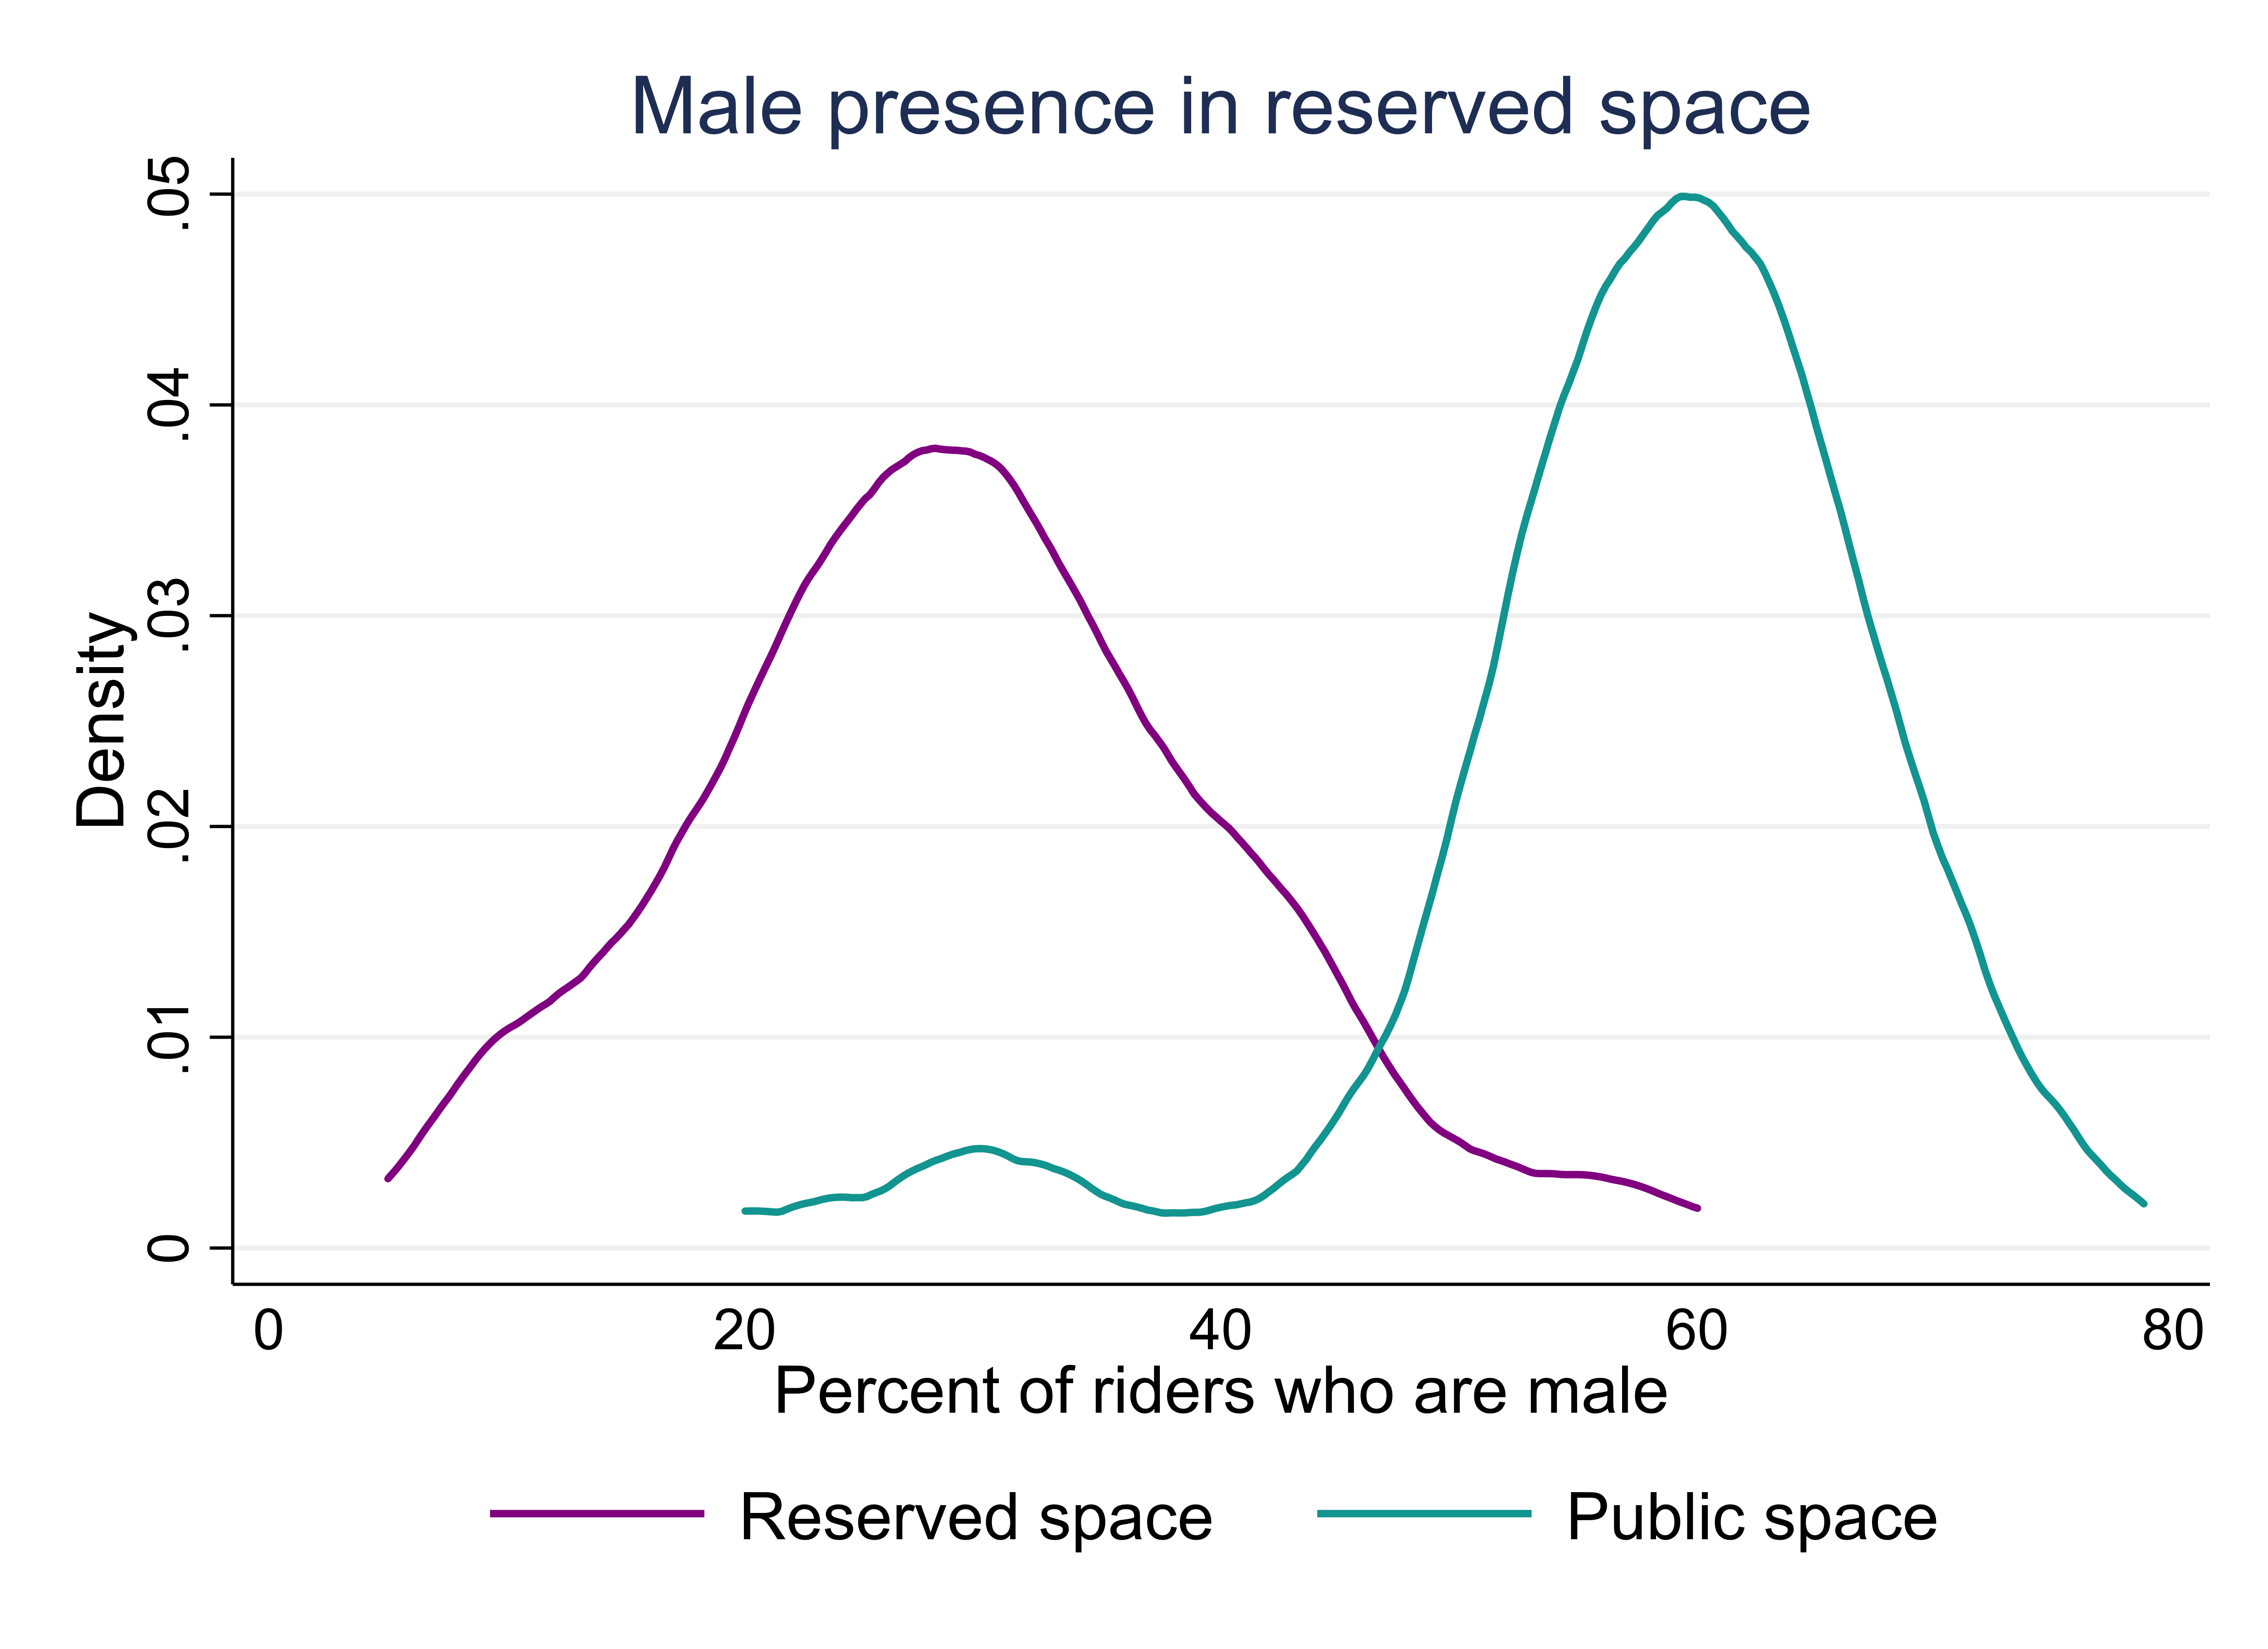 Male presence in reserved space
Density
.05
.04
.03
.02
.01
0
0 20 40 60 80
Percent of riders who are male
Reserved space Public space